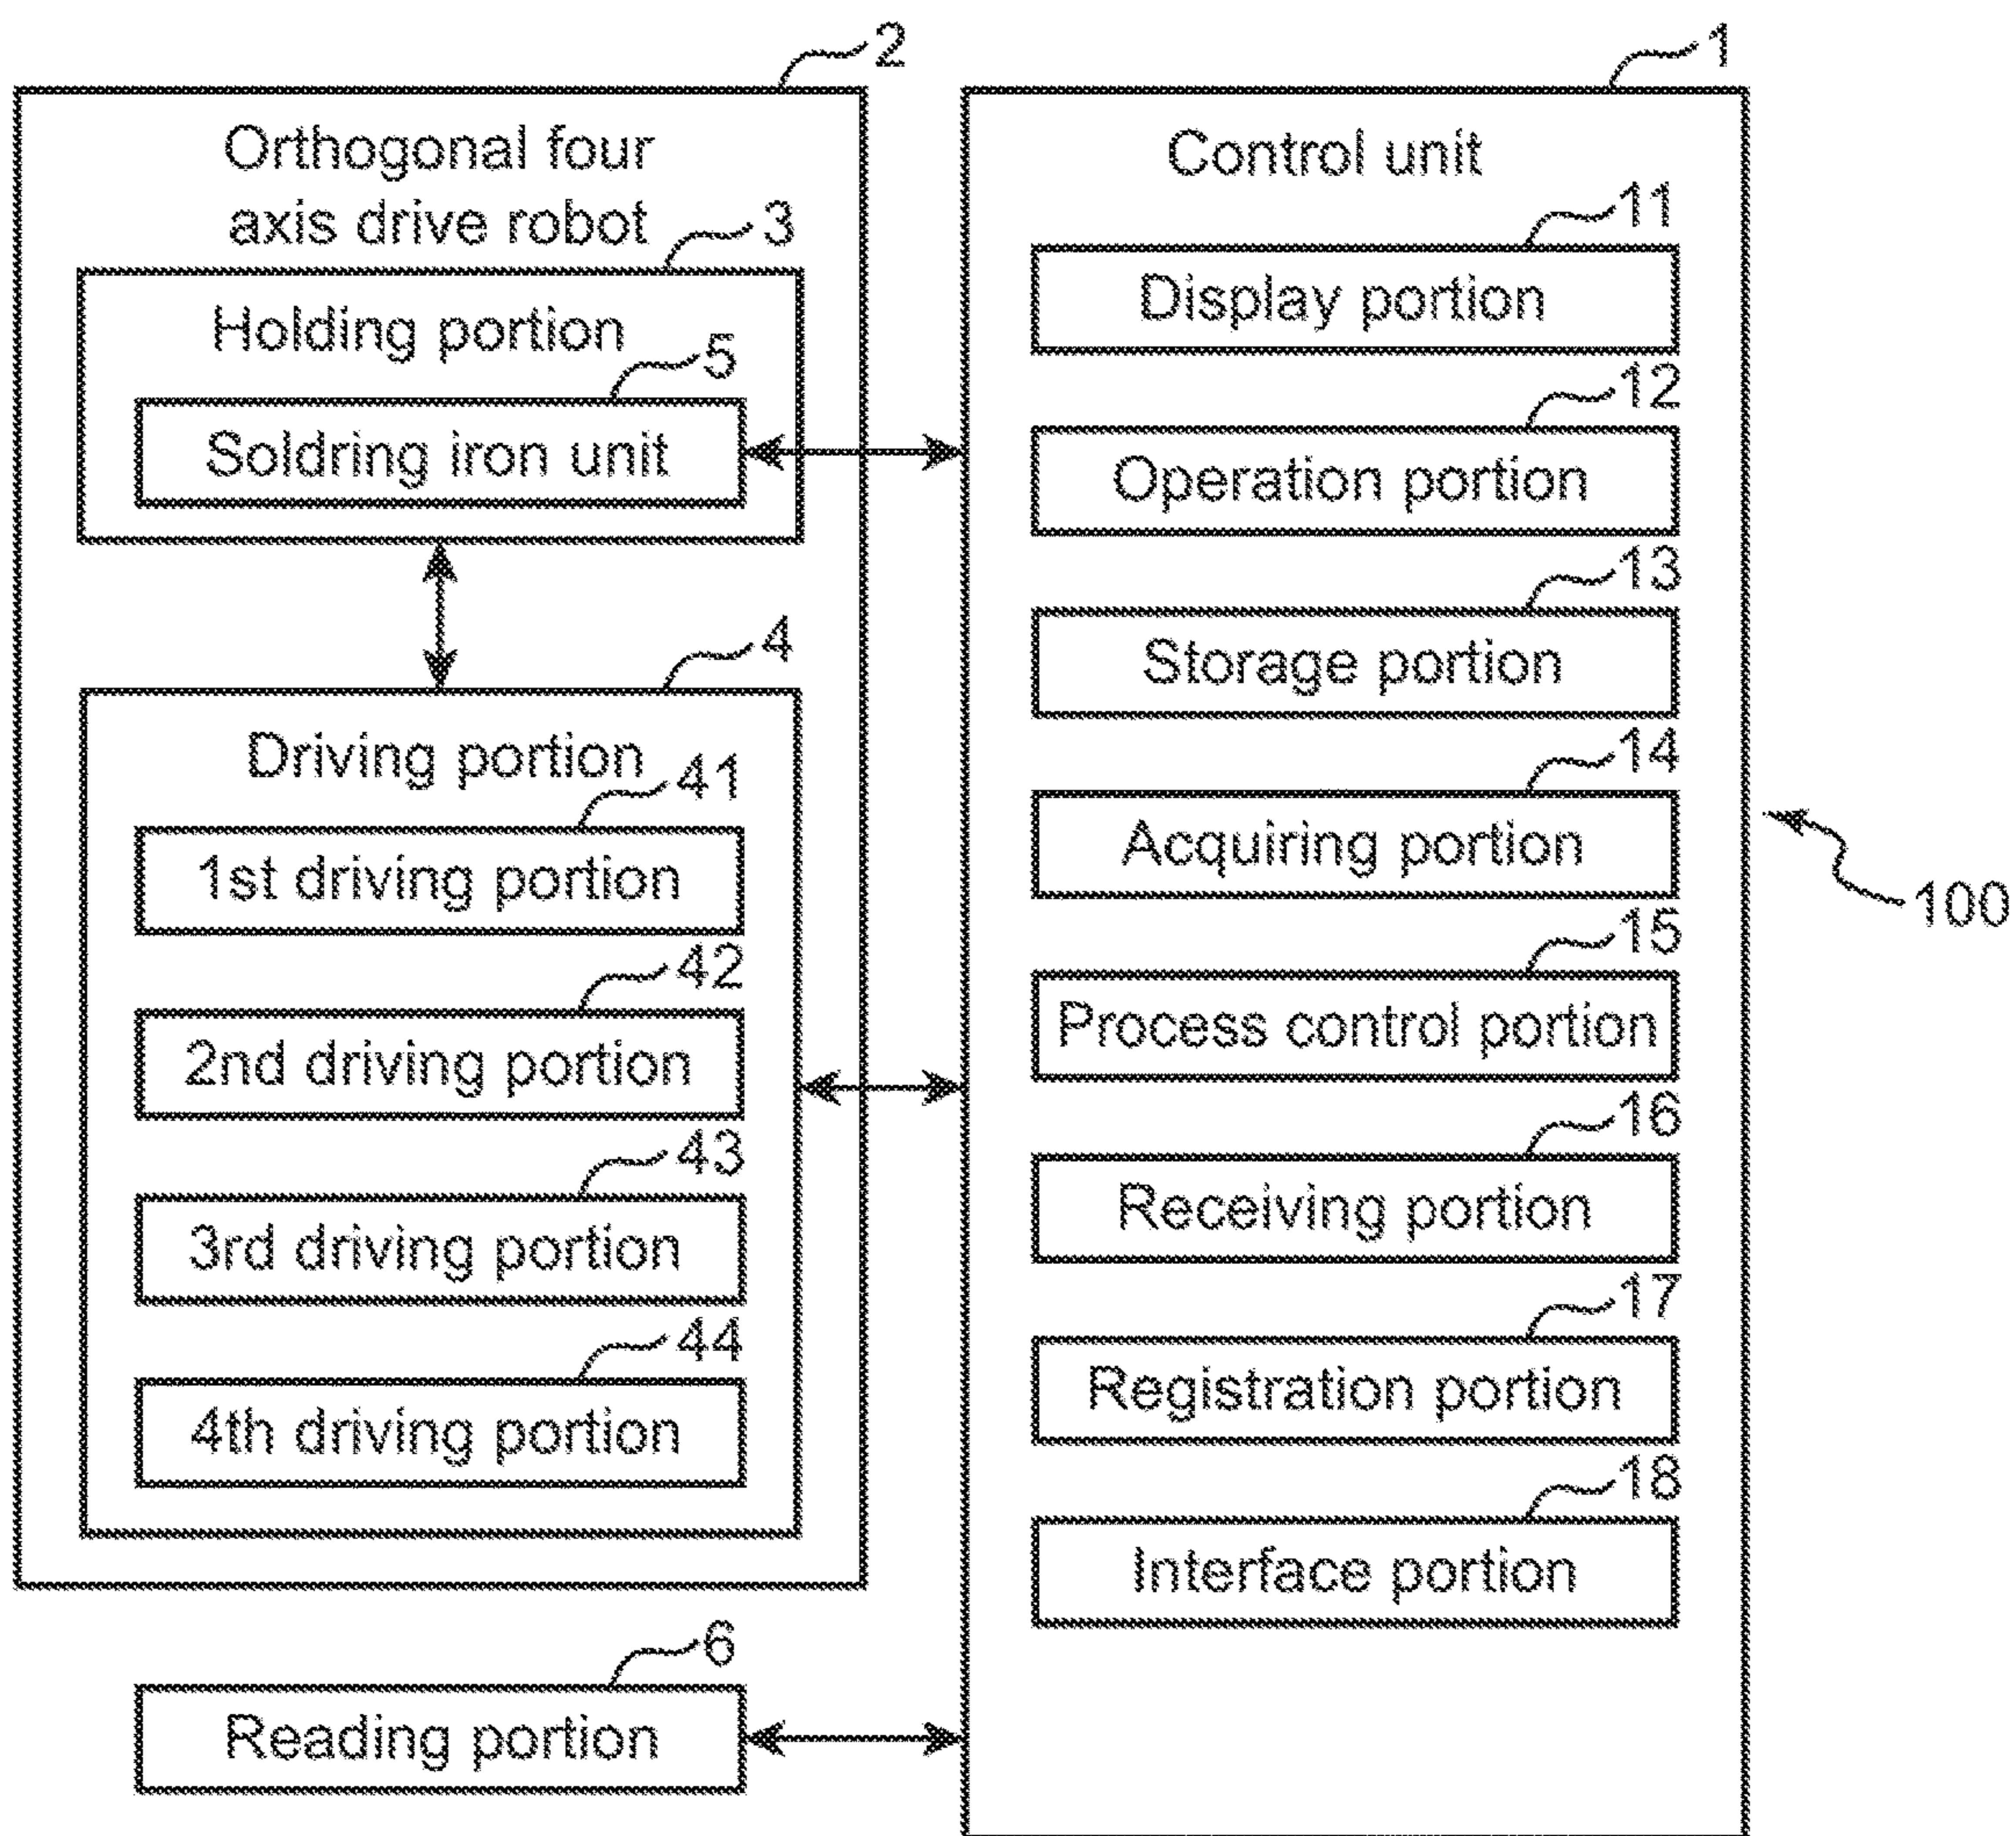 2
Orthogonal four
axis drive robot
3
Holding portion
5
Soldring iron unit
4
Driving portion
41
1st driving portion
42
2nd driving portion
43
3rd driving portion
44
4th driving portion
6
Reading portion
1
Control unit
11
Display portion
12
Operation portion
13
Storage portion
14
Acquiring portion
15
Process control portion
16
Receiving portion
17
Registration portion
18
Interface portion
100